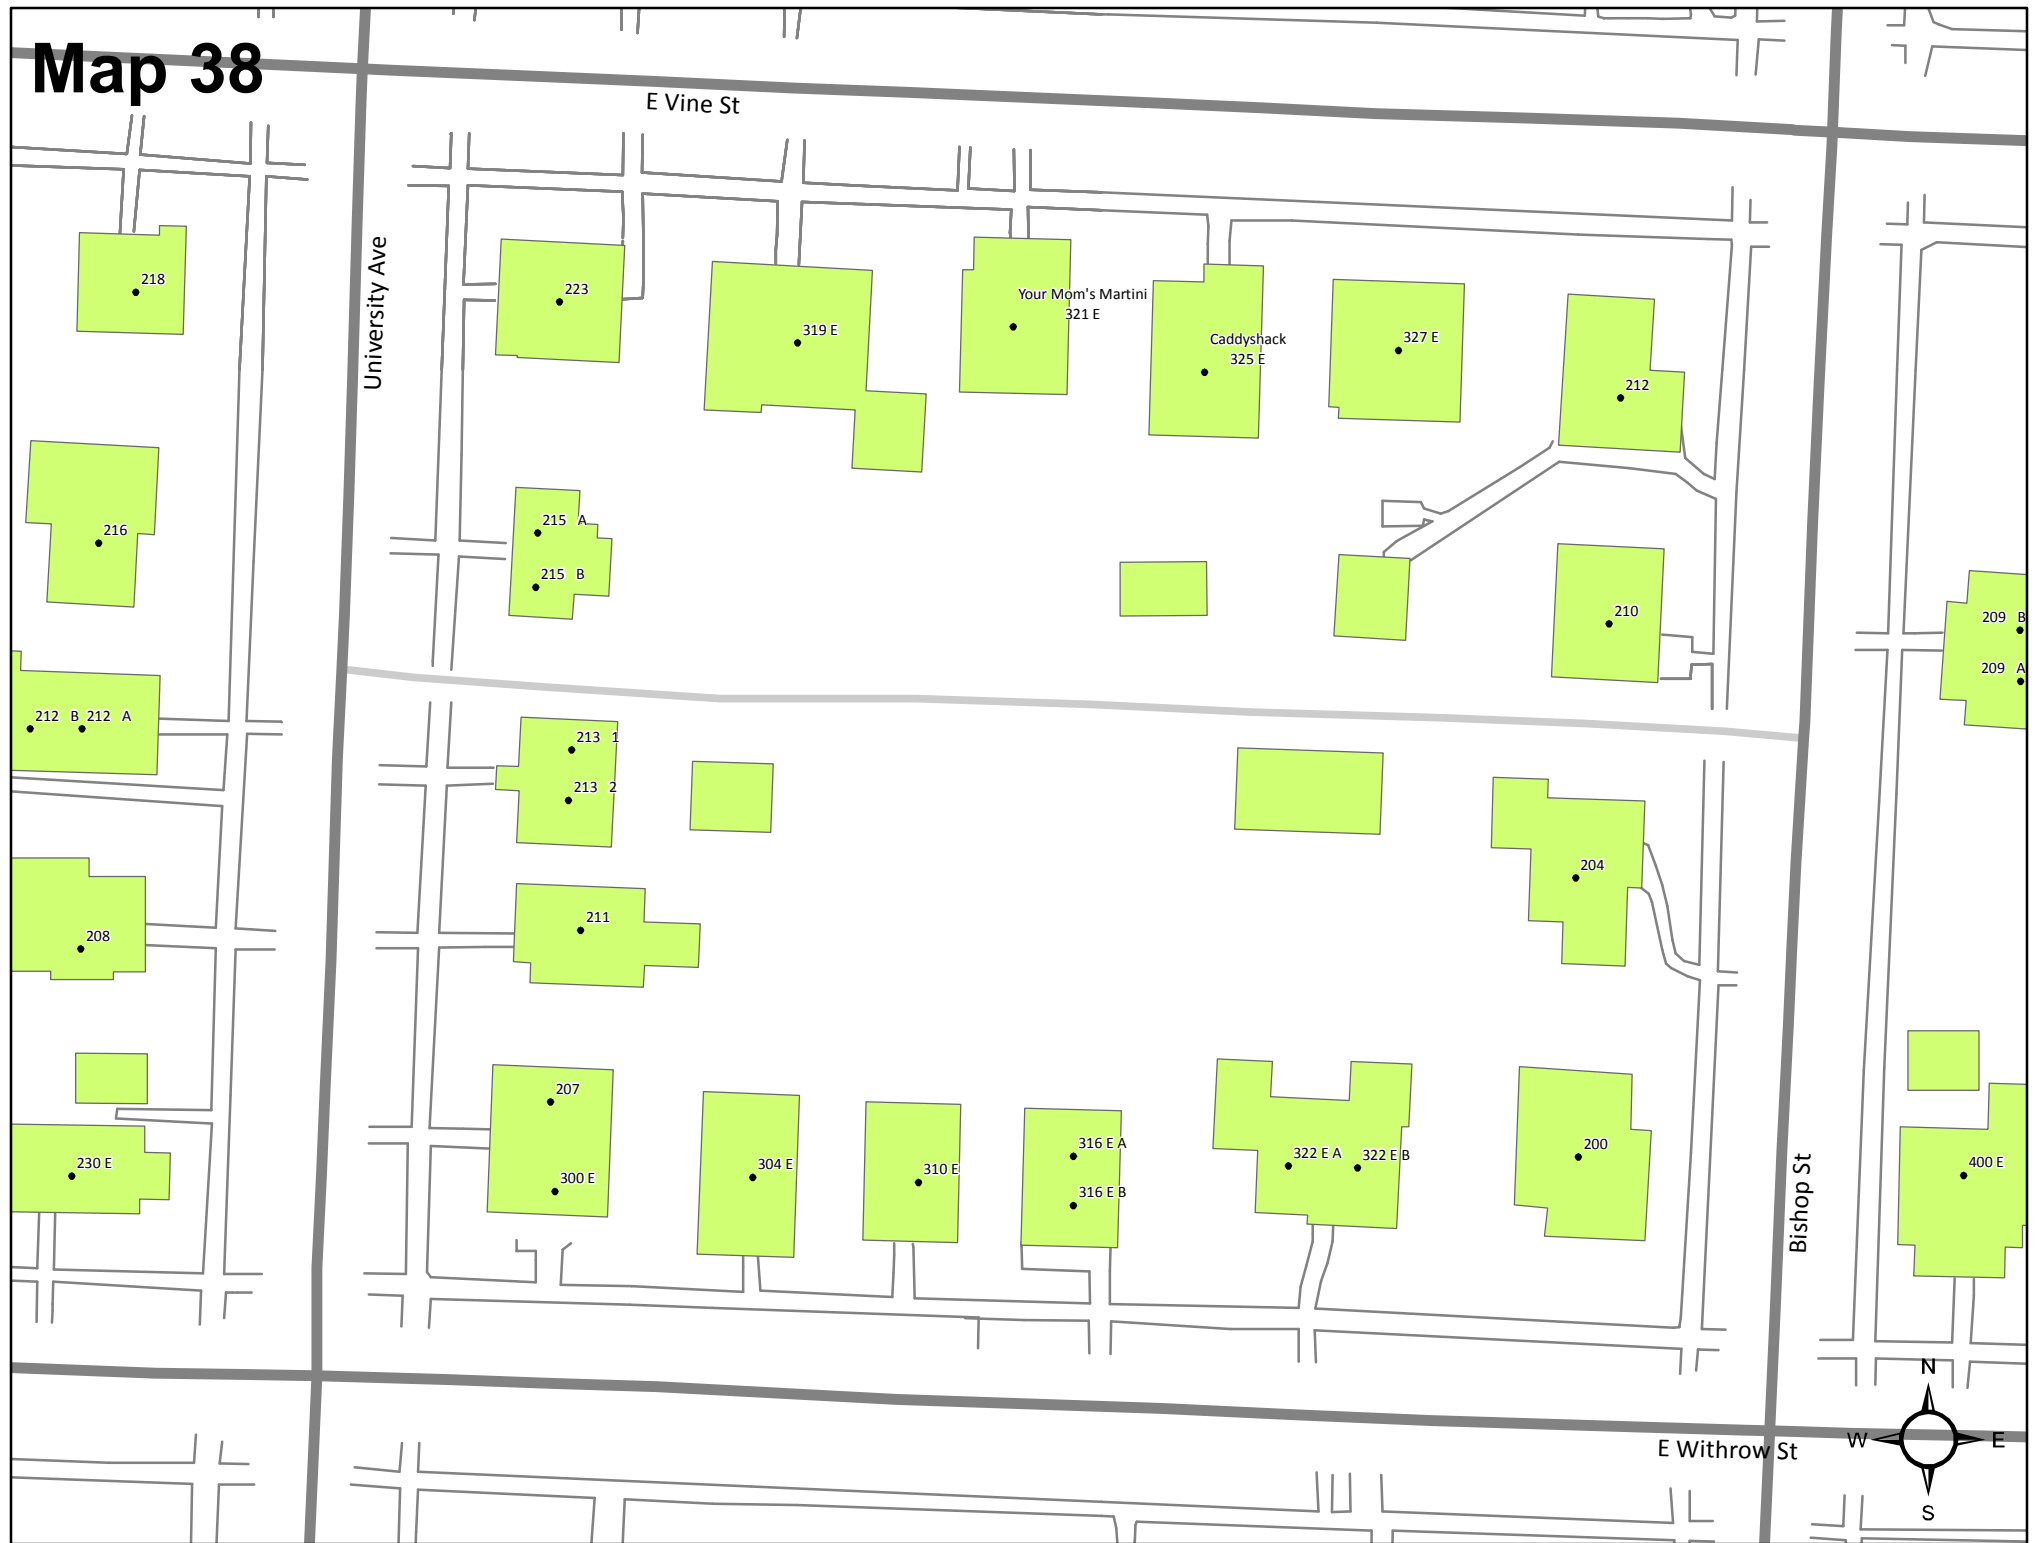 Map 38
E Vine St
University Ave
218
223
319 E
Your Mom's Martini
321 E
Caddyshack
325 E
327 E
212
216
215 A
215 B
210
209 B
209 A
212 B
212 A
213 1
213 2
204
211
208
207
300 E
304 E
310 E
316 E A
316 E B
322 E A
322 E B
200
230 E
400 E
Bishop St
E Withrow St
N
W
E
S